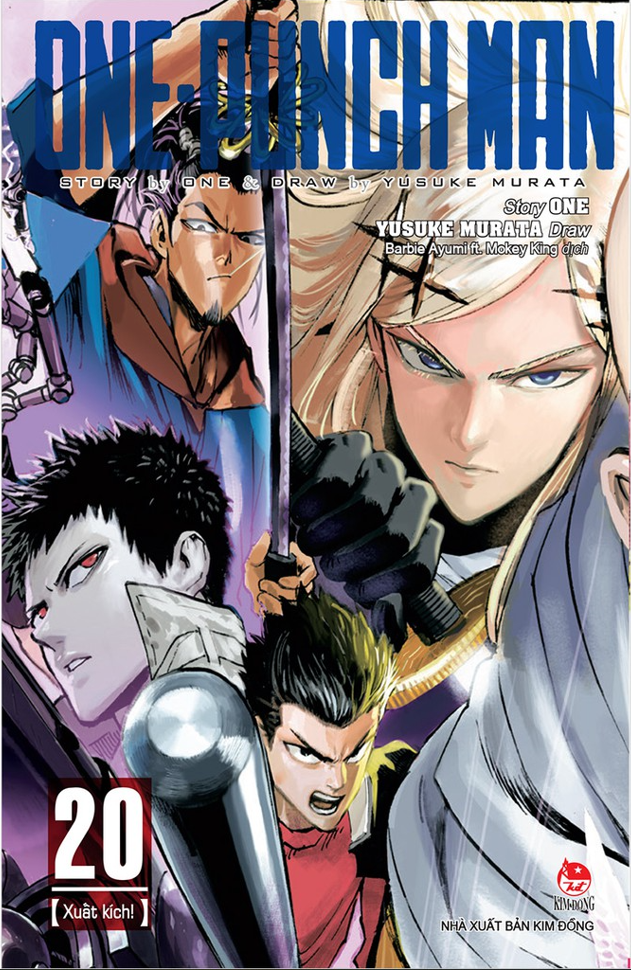 ONE-PUNCH MAN
STORY by ONE & DRAW by YUSUKE MURATA
Story ONE
YUSUKE MURATA Draw
Barbie Ayumi ft. Mokey King dịch
20
[Xuất kích!]
KIM ĐỒNG
NHÀ XUẤT BẢN KIM ĐỒNG